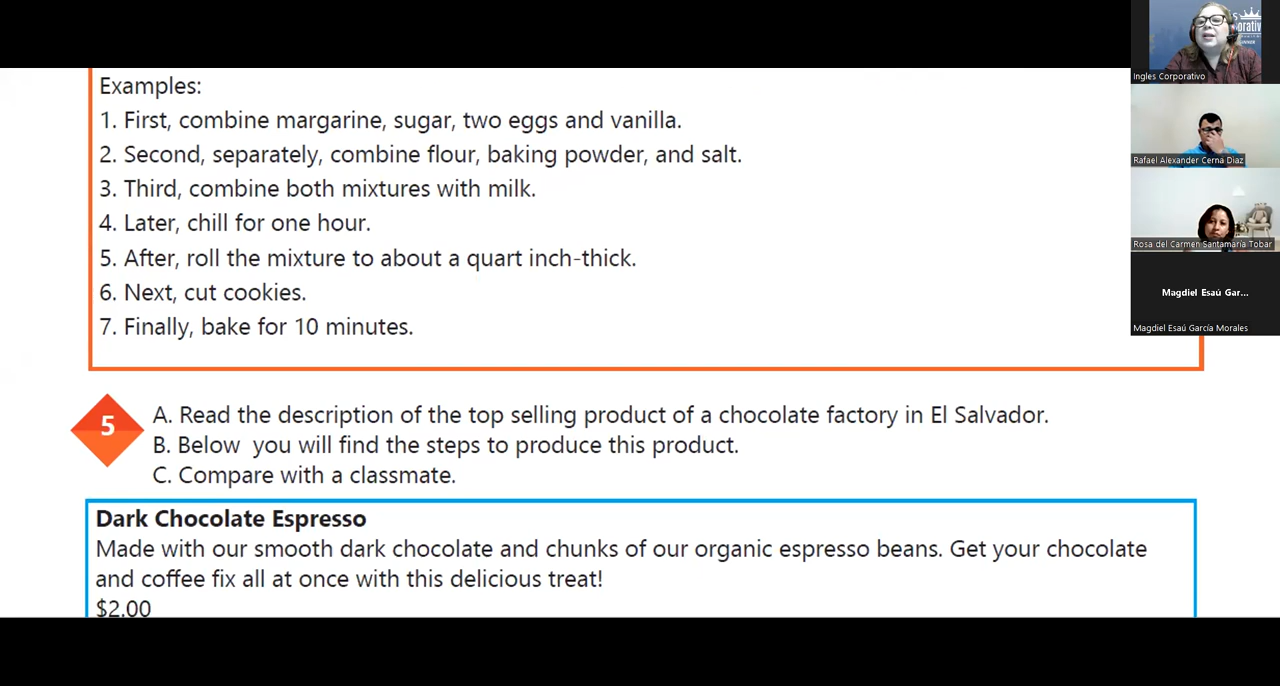 Examples:
1. First, combine margarine, sugar, two eggs and vanilla.
2. Second, separately, combine flour, baking powder, and salt.
3. Third, combine both mixtures with milk.
4. Later, chill for one hour.
5. After, roll the mixture to about a quart inch-thick.
6. Next, cut cookies.
7. Finally, bake for 10 minutes.
5
A. Read the description of the top selling product of a chocolate factory in El Salvador.
B. Below you will find the steps to produce this product.
C. Compare with a classmate.
Dark Chocolate Espresso
Made with our smooth dark chocolate and chunks of our organic espresso beans. Get your chocolate
and coffee fix all at once with this delicious treat!
$2.00
Ingles Corporativo
Rafael Alexander Cerna Diaz
Rosa del Carmen Santamaría Tobar
Magdiel Esaú Gar...
Magdiel Esaú García Morales